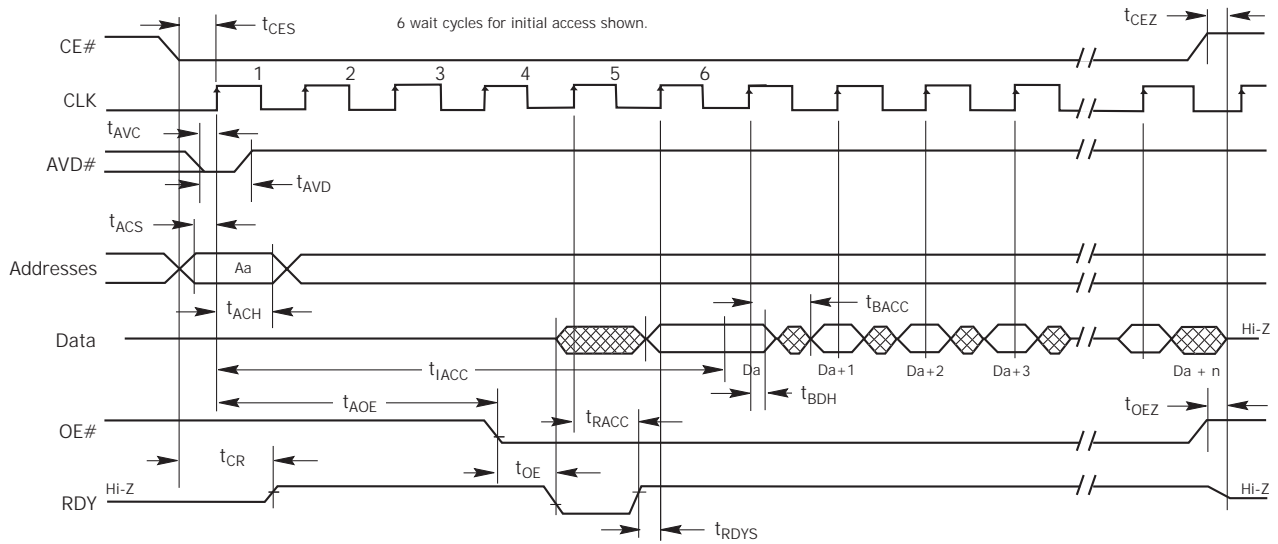 6 wait cycles for initial access shown.
tCES
tCEZ
CE#
1 2 3 4 5 6
CLK
tAVC
AVD#
tAVD
tACS
Addresses
Aa
tACH
tBACC
Data
Hi-Z
tIACC
Da Da+1 Da+2 Da+3 Da + n
tBDH
tAOE
tRACC
tOEZ
OE#
tCR
tOE
Hi-Z
RDY
Hi-Z
tRDYS